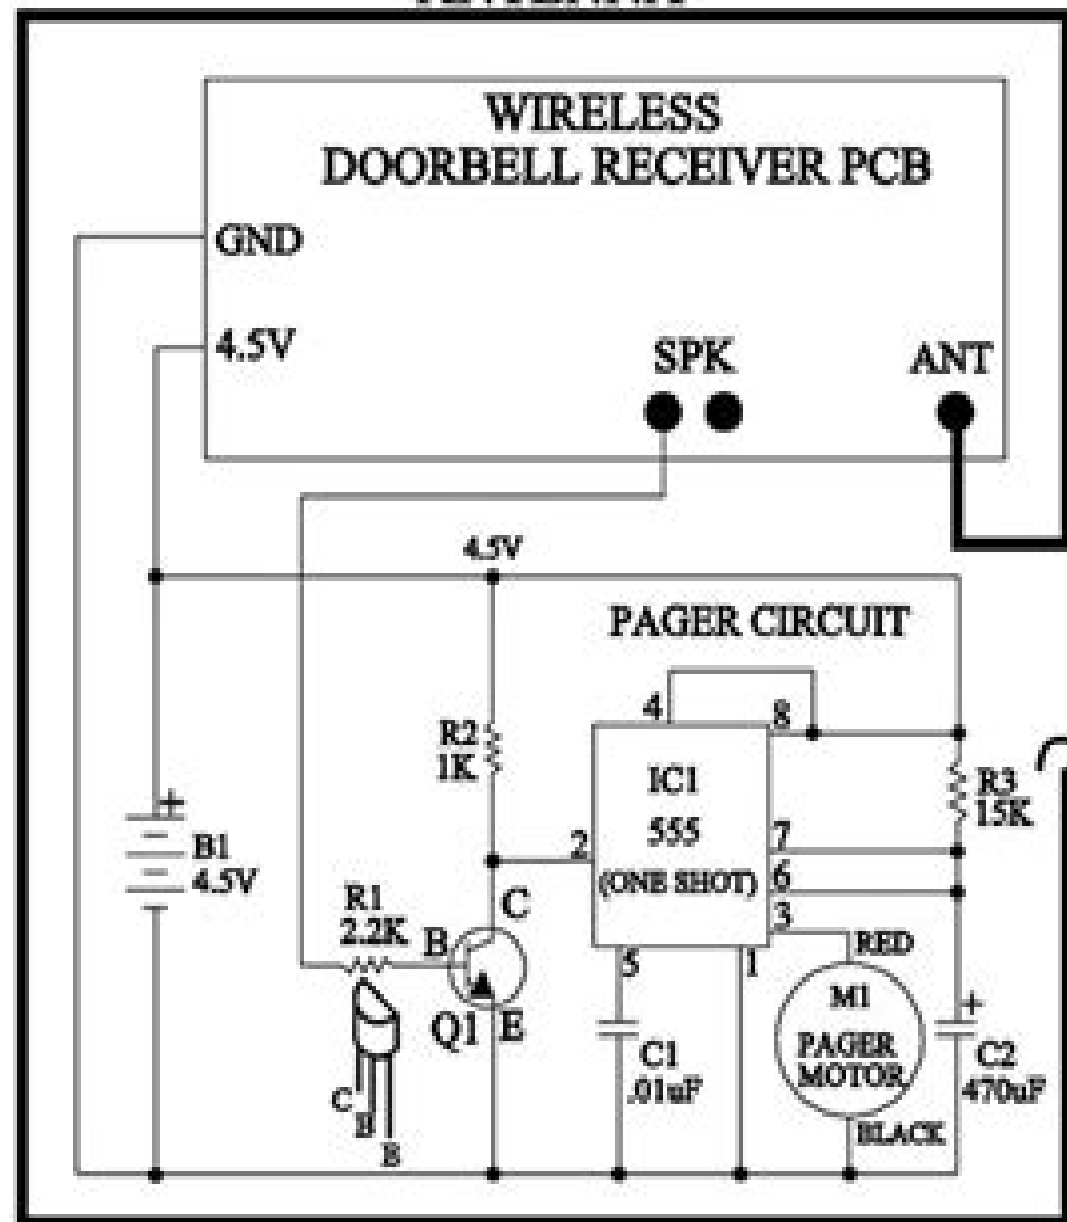 WIRELESS
DOORBELL RECEIVER PCB
GND
4.5V
SPK
ANT
4.5V
PAGER CIRCUIT
4
8
R2
1K
IC1
555
(ONE SHOT)
R3
15K
2
7
6
3
B1
4.5V
R1
2.2K
B
C
5
1
RED
M1
PAGER
MOTOR
Q1
E
C1
.01uF
C2
470uF
+
+
C
B
BLACK